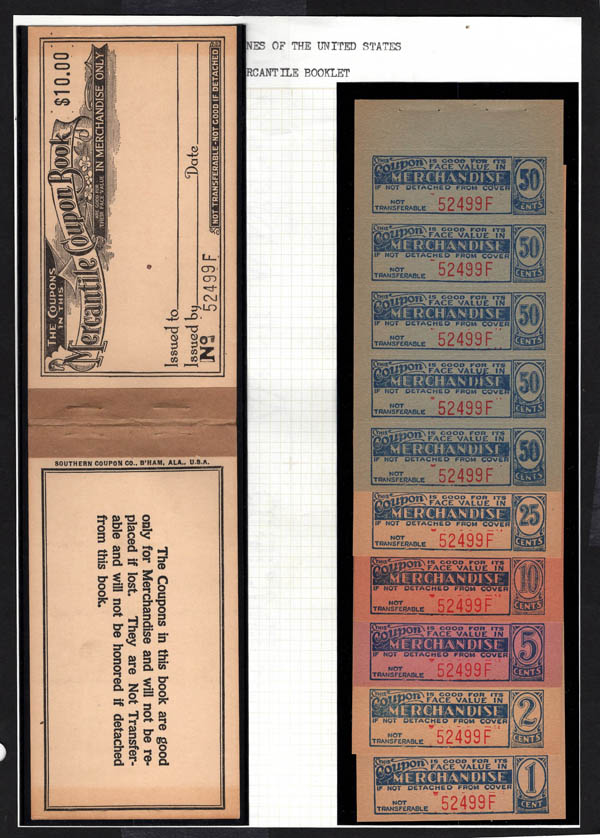 NES OF THE UNITED STATES
RCANTILE BOOKLET
THE COUPONS
IN THIS
Mercantile Coupon Book
ARE GOOD FOR
THEIR FACE VALUE IN MERCHANDISE ONLY
$10.00
Issued to
Issued by
Date
No 52499F
NOT TRANSFERABLE-NOT GOOD IF DETACHED
SOUTHERN COUPON CO., B'HAM, ALA., U.S.A.
The Coupons in this book are good
only for Merchandise and will not be re-
placed if lost. They are Not Transfer-
able and will not be honored if detached
from this book.
This Coupon IS GOOD FOR ITS
FACE VALUE IN
MERCHANDISE
IF NOT DETACHED FROM COVER
NOT
TRANSFERABLE 52499F
50
CENTS
This Coupon IS GOOD FOR ITS
FACE VALUE IN
MERCHANDISE
IF NOT DETACHED FROM COVER
NOT
TRANSFERABLE 52499F
50
CENTS
This Coupon IS GOOD FOR ITS
FACE VALUE IN
MERCHANDISE
IF NOT DETACHED FROM COVER
NOT
TRANSFERABLE 52499F
50
CENTS
This Coupon IS GOOD FOR ITS
FACE VALUE IN
MERCHANDISE
IF NOT DETACHED FROM COVER
NOT
TRANSFERABLE 52499F
50
CENTS
This Coupon IS GOOD FOR ITS
FACE VALUE IN
MERCHANDISE
IF NOT DETACHED FROM COVER
NOT
TRANSFERABLE 52499F
50
CENTS
This Coupon IS GOOD FOR ITS
FACE VALUE IN
MERCHANDISE
IF NOT DETACHED FROM COVER
NOT
TRANSFERABLE 52499F
25
CENTS
This Coupon IS GOOD FOR ITS
FACE VALUE IN
MERCHANDISE
IF NOT DETACHED FROM COVER
NOT
TRANSFERABLE 52499F
10
CENTS
This Coupon IS GOOD FOR ITS
FACE VALUE IN
MERCHANDISE
IF NOT DETACHED FROM COVER
NOT
TRANSFERABLE 52499F
5
CENTS
This Coupon IS GOOD FOR ITS
FACE VALUE IN
MERCHANDISE
IF NOT DETACHED FROM COVER
NOT
TRANSFERABLE 52499F
2
CENTS
This Coupon IS GOOD FOR ITS
FACE VALUE IN
MERCHANDISE
IF NOT DETACHED FROM COVER
NOT
TRANSFERABLE 52499F
1
CENT